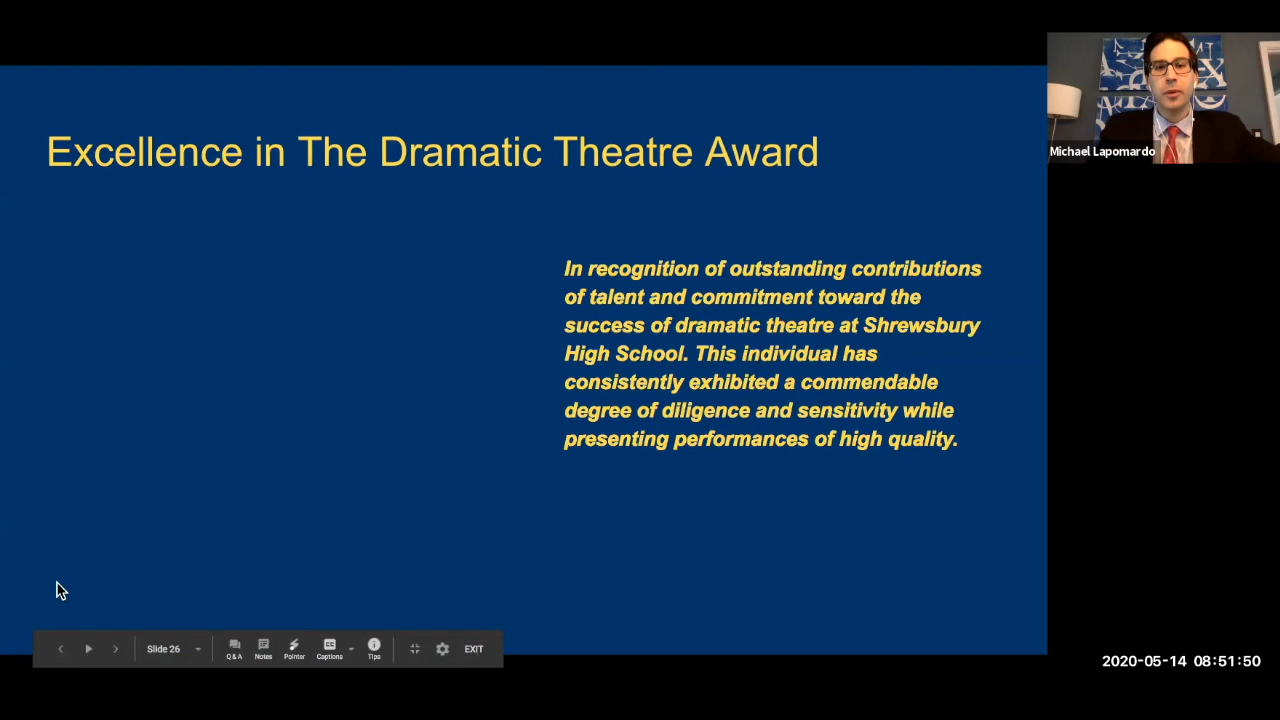 Excellence in The Dramatic Theatre Award
In recognition of outstanding contributions
of talent and commitment toward the
success of dramatic theatre at Shrewsbury
High School. This individual has
consistently exhibited a commendable
degree of diligence and sensitivity while
presenting performances of high quality.
Michael Lapomardo
Slide 26
Q & A
Notes
Pointer
CC
Captions
Tips
EXIT
2020-05-14 08:51:50